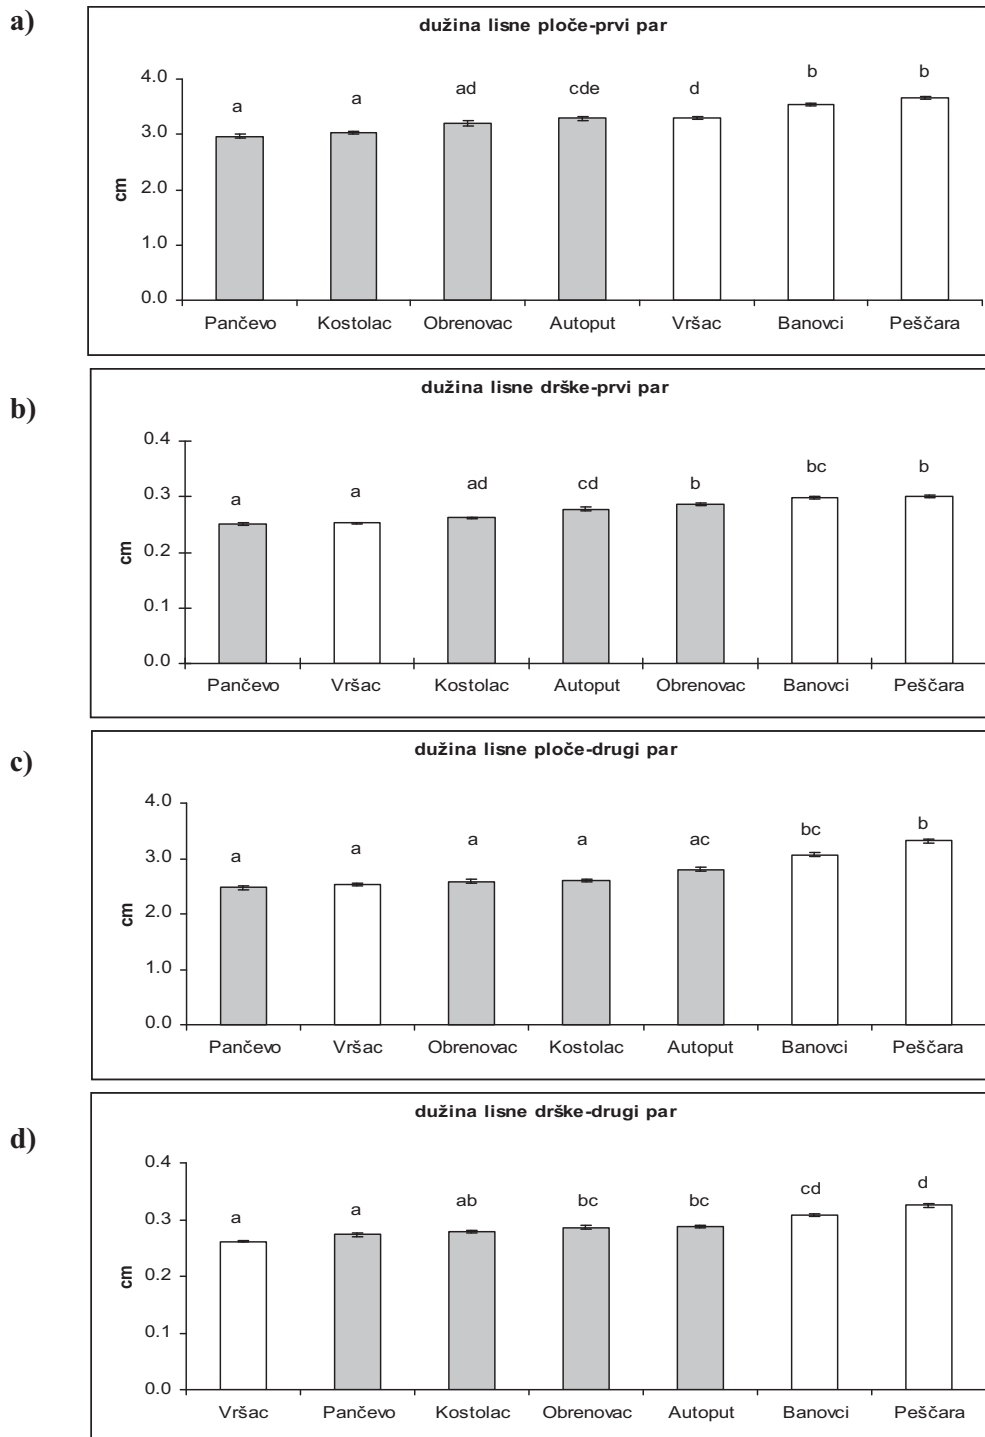 a)
dužina lisne ploče-prvi par
a a ad cde d b b
4.0
3.0
2.0
1.0
0.0
cm
Pančevo Kostolac Obrenovac Autoput Vršac Banovci Peščara
b)
dužina lisne drške-prvi par
a a ad cd b bc b
0.4
0.3
0.2
0.1
0.0
cm
Pančevo Vršac Kostolac Autoput Obrenovac Banovci Peščara
c)
dužina lisne ploče-drugi par
a a a a ac bc b
4.0
3.0
2.0
1.0
0.0
cm
Pančevo Vršac Obrenovac Kostolac Autoput Banovci Peščara
d)
dužina lisne drške-drugi par
a a ab bc bc cd d
0.4
0.3
0.2
0.1
0.0
cm
Vršac Pančevo Kostolac Obrenovac Autoput Banovci Peščara